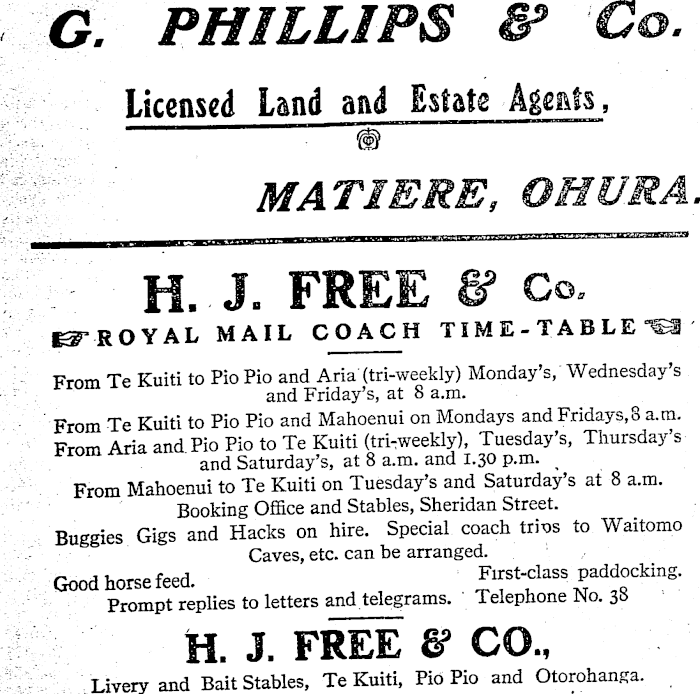 G. PHILLIPS & Co.
Licensed Land and Estate Agents,
MATIERE, OHURA.
H. J. FREE & Co.
ROYAL MAIL COACH TIME-TABLE
From Te Kuiti to Pio Pio and Aria (tri-weekly) Monday's, Wednesday's
and Friday's, at 8 a.m.
From Te Kuiti to Pio Pio and Mahoenui on Mondays and Fridays, 8 a.m.
From Aria and Pio Pio to Te Kuiti (tri-weekly), Tuesday's, Thursday's
and Saturday's, at 8 a.m. and 1.30 p.m.
From Mahoenui to Te Kuiti on Tuesday's and Saturday's at 8 a.m.
Booking Office and Stables, Sheridan Street.
Buggies Gigs and Hacks on hire. Special coach trips to Waitomo
Caves, etc. can be arranged.
Good horse feed. First-class paddocking.
Prompt replies to letters and telegrams. Telephone No. 38
H. J. FREE & CO.,
Livery and Bait Stables, Te Kuiti, Pio Pio and Otorohanga.